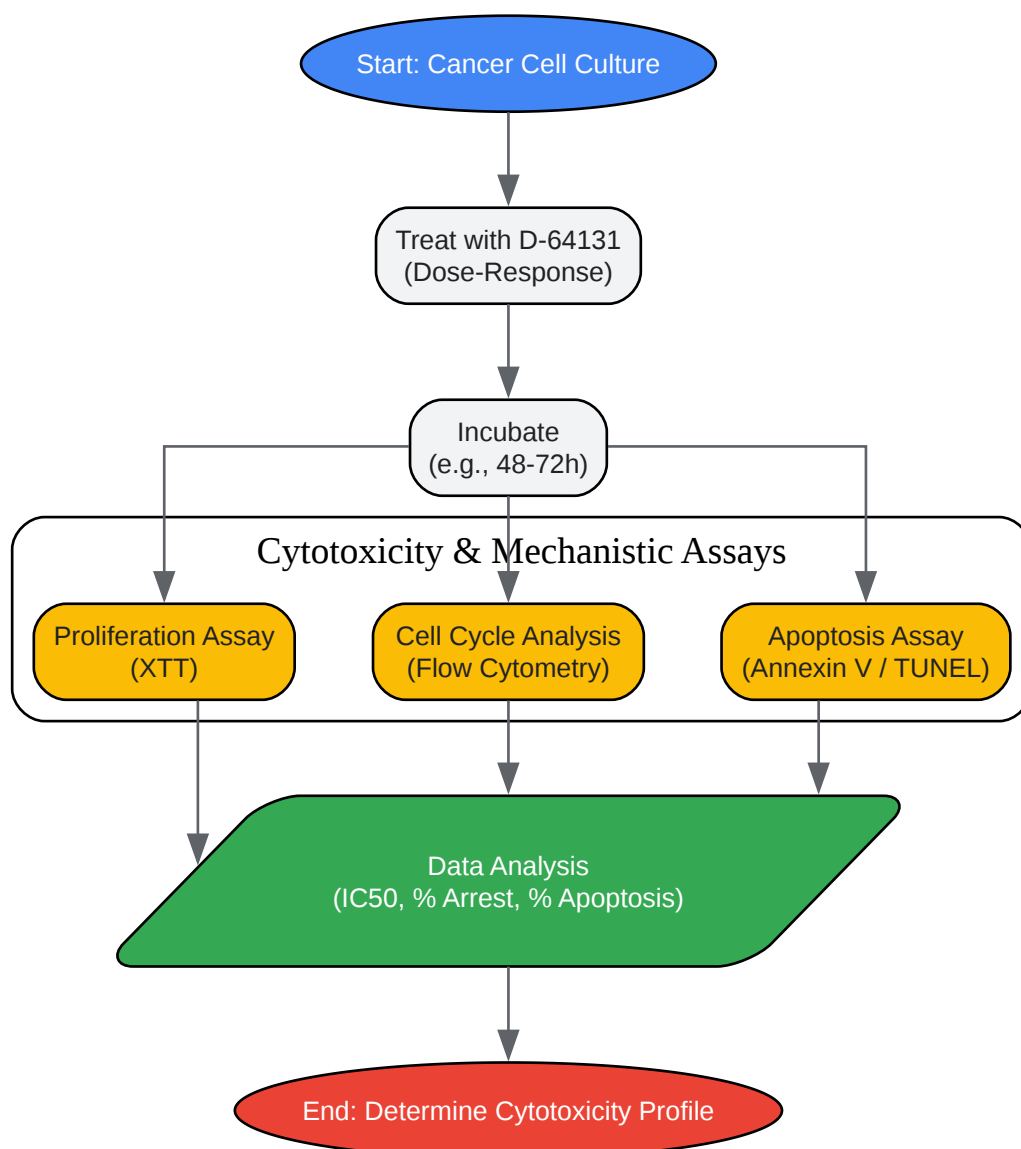 Start: Cancer Cell Culture
Treat with D-64131
(Dose-Response)
Incubate
(e.g., 48-72h)
Cytotoxicity & Mechanistic Assays
Proliferation Assay
(XTT)
Cell Cycle Analysis
(Flow Cytometry)
Apoptosis Assay
(Annexin V / TUNEL)
Data Analysis
(IC50, % Arrest, % Apoptosis)
End: Determine Cytotoxicity Profile